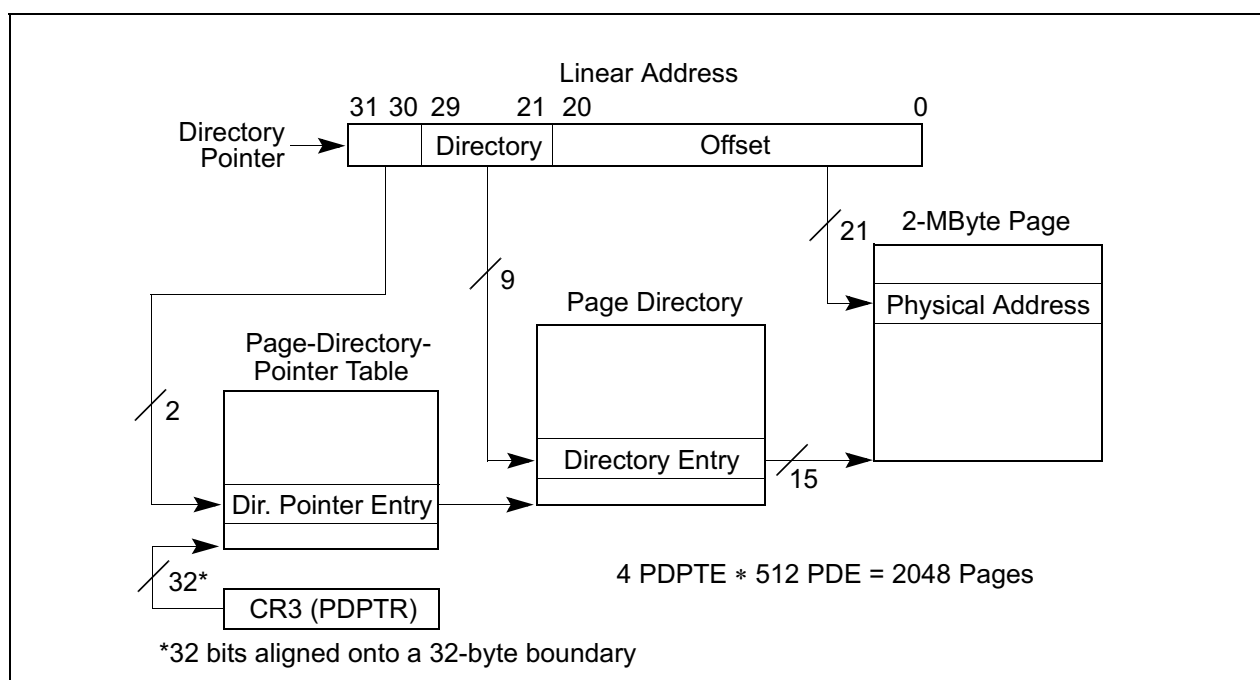 Linear Address
31 30 29 21 20 0
Directory
Pointer
Directory
Offset
2-MByte Page
21
9
Page Directory
Physical Address
Page-Directory-
Pointer Table
2
Directory Entry
15
Dir. Pointer Entry
32*
4 PDPTE ∗ 512 PDE = 2048 Pages
CR3 (PDPTR)
*32 bits aligned onto a 32-byte boundary